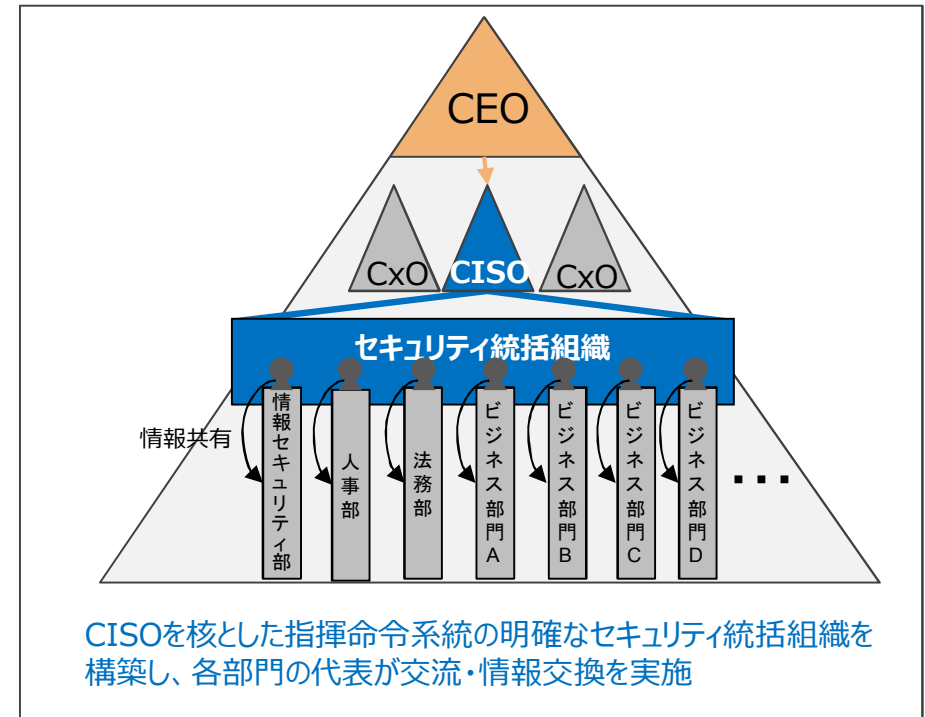 CEO
CxO
CISO
CxO
セキュリティ統括組織
情報共有
情報セキュリティ部
人事部
法務部
ビジネス部門A
ビジネス部門B
ビジネス部門C
ビジネス部門D
・・・
CISOを核とした指揮命令系統の明確なセキュリティ統括組織を
構築し、各部門の代表が交流・情報交換を実施